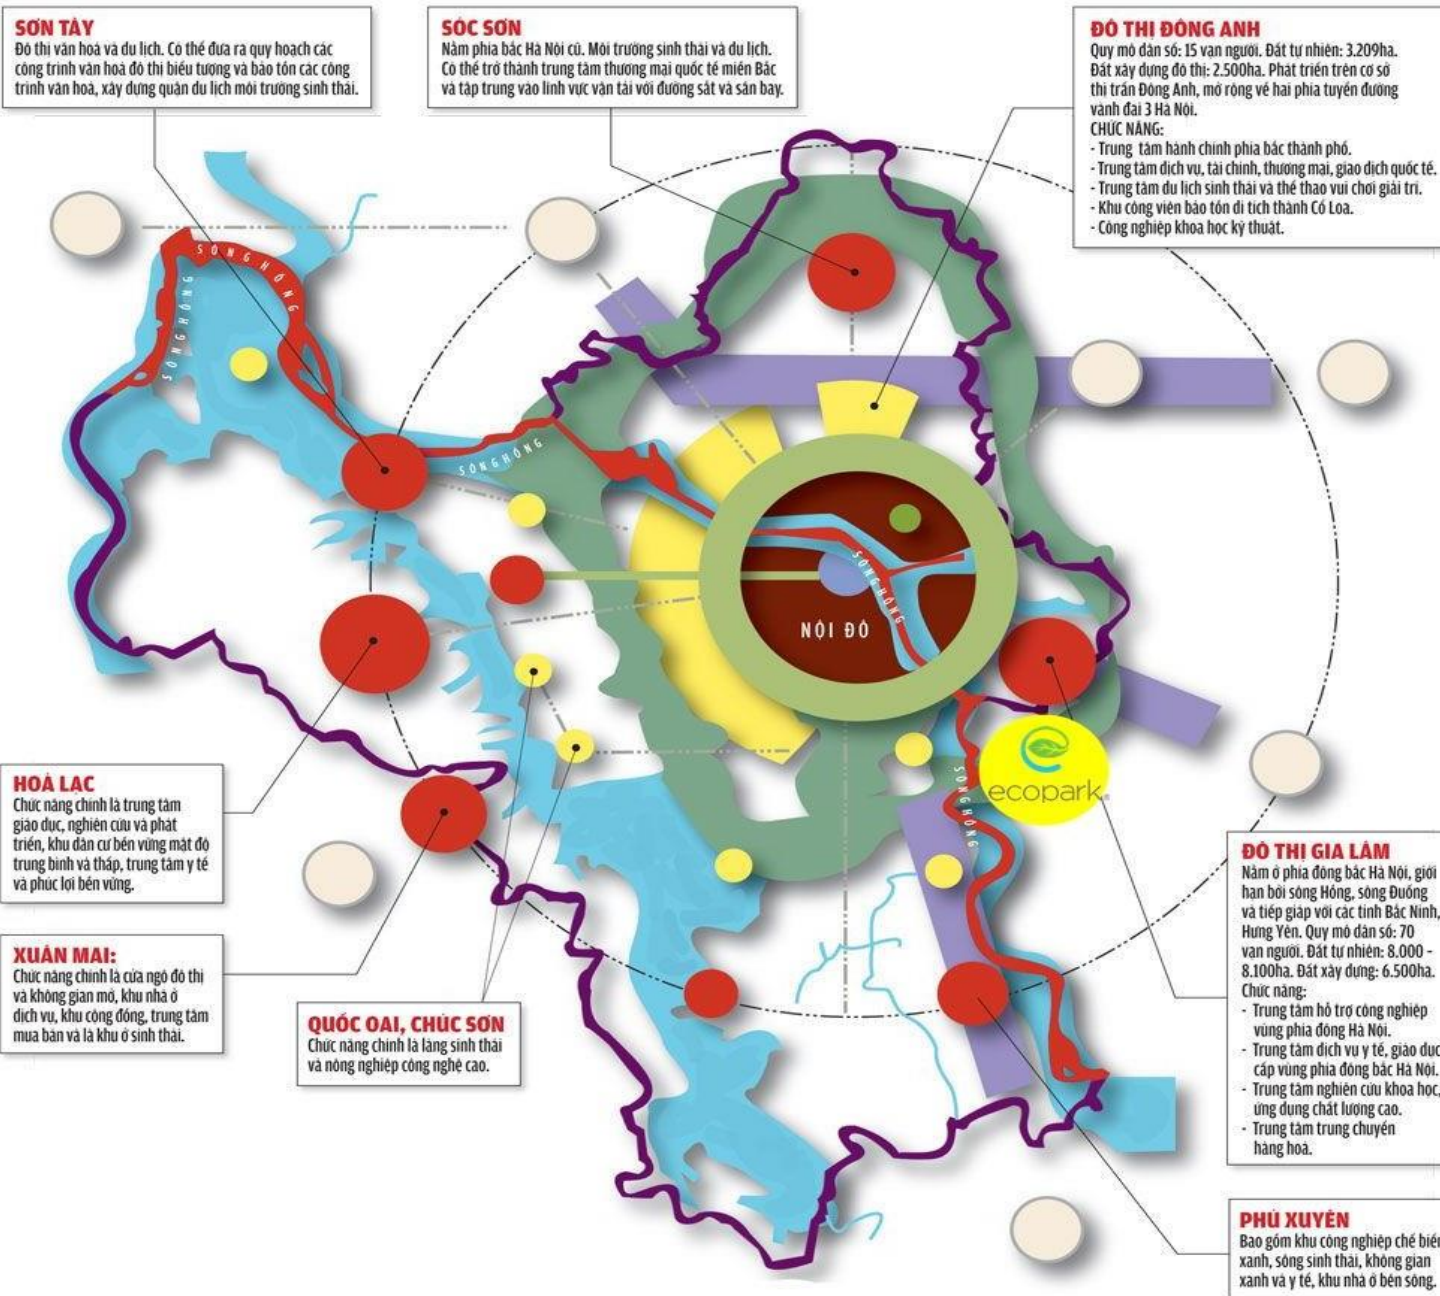 SƠN TÂY
Đô thị văn hoá và du lịch. Có thể đưa ra quy hoạch các
công trình văn hoá đô thị biểu tượng và bảo tồn các công
trình văn hoá, xây dựng quận du lịch môi trường sinh thái.
SÓC SƠN
Nằm phía bắc Hà Nội cũ. Môi trường sinh thái và du lịch.
Có thể trở thành trung tâm thương mại quốc tế miền Bắc
và tập trung vào lĩnh vực vận tải với đường sắt và sân bay.
ĐÔ THỊ ĐÔNG ANH
Quy mô dân số: 15 vạn người. Đất tự nhiên: 3.209ha.
Đất xây dựng đô thị: 2.500ha. Phát triển trên cơ sở
thị trấn Đông Anh, mở rộng về hai phía tuyến đường
vành đai 3 Hà Nội.
CHỨC NĂNG:
- Trung tâm hành chính phía bắc thành phố.
- Trung tâm dịch vụ, tài chính, thương mại, giao dịch quốc tế.
- Trung tâm du lịch sinh thái và thể thao vui chơi giải trí.
- Khu công viên bảo tồn di tích thành Cổ Loa.
- Công nghiệp khoa học kỹ thuật.
SÔNG HỒNG
SÔNG HỒNG
SÔNG HỒNG
SÔNG HỒNG
NỘI ĐÔ
ecopark
SÔNG HỒNG
HOÀ LẠC
Chức năng chính là trung tâm
giáo dục, nghiên cứu và phát
triển, khu dân cư bền vững mật độ
trung bình và thấp, trung tâm y tế
và phúc lợi bền vững.
XUÂN MAI:
Chức năng chính là cửa ngõ đô thị
và không gian mở, khu nhà ở
dịch vụ, khu cộng đồng, trung tâm
mua bán và là khu ở sinh thái.
QUỐC OAI, CHÚC SƠN
Chức năng chính là làng sinh thái
và nông nghiệp công nghệ cao.
ĐÔ THỊ GIA LÂM
Nằm ở phía đông bắc Hà Nội, giới
hạn bởi sông Hồng, sông Đuống
và tiếp giáp với các tỉnh Bắc Ninh,
Hưng Yên. Quy mô dân số: 70
vạn người. Đất tự nhiên: 8.000 -
8.100ha. Đất xây dựng: 6.500ha.
Chức năng:
- Trung tâm hỗ trợ công nghiệp
vùng phía đông Hà Nội.
- Trung tâm dịch vụ y tế, giáo dục
cấp vùng phía đông bắc Hà Nội.
- Trung tâm nghiên cứu khoa học,
ứng dụng chất lượng cao.
- Trung tâm trung chuyển
hàng hoá.
PHÚ XUYÊN
Bao gồm khu công nghiệp chế biến
xanh, sông sinh thái, không gian
xanh và y tế, khu nhà ở bên sông.